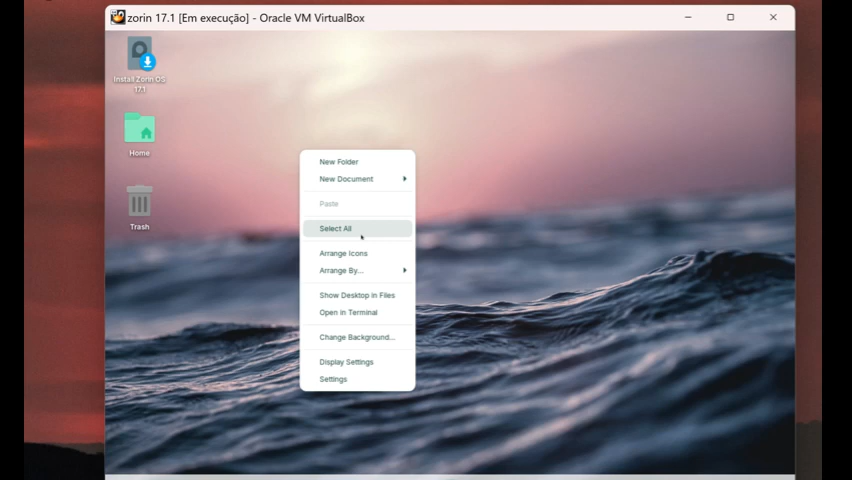 zorin 17.1 [Em execução] - Oracle VM VirtualBox
Install Zorin OS
17.1
Home
Trash
New Folder
New Document
Paste
Select All
Arrange Icons
Arrange By...
Show Desktop in Files
Open in Terminal
Change Background...
Display Settings
Settings